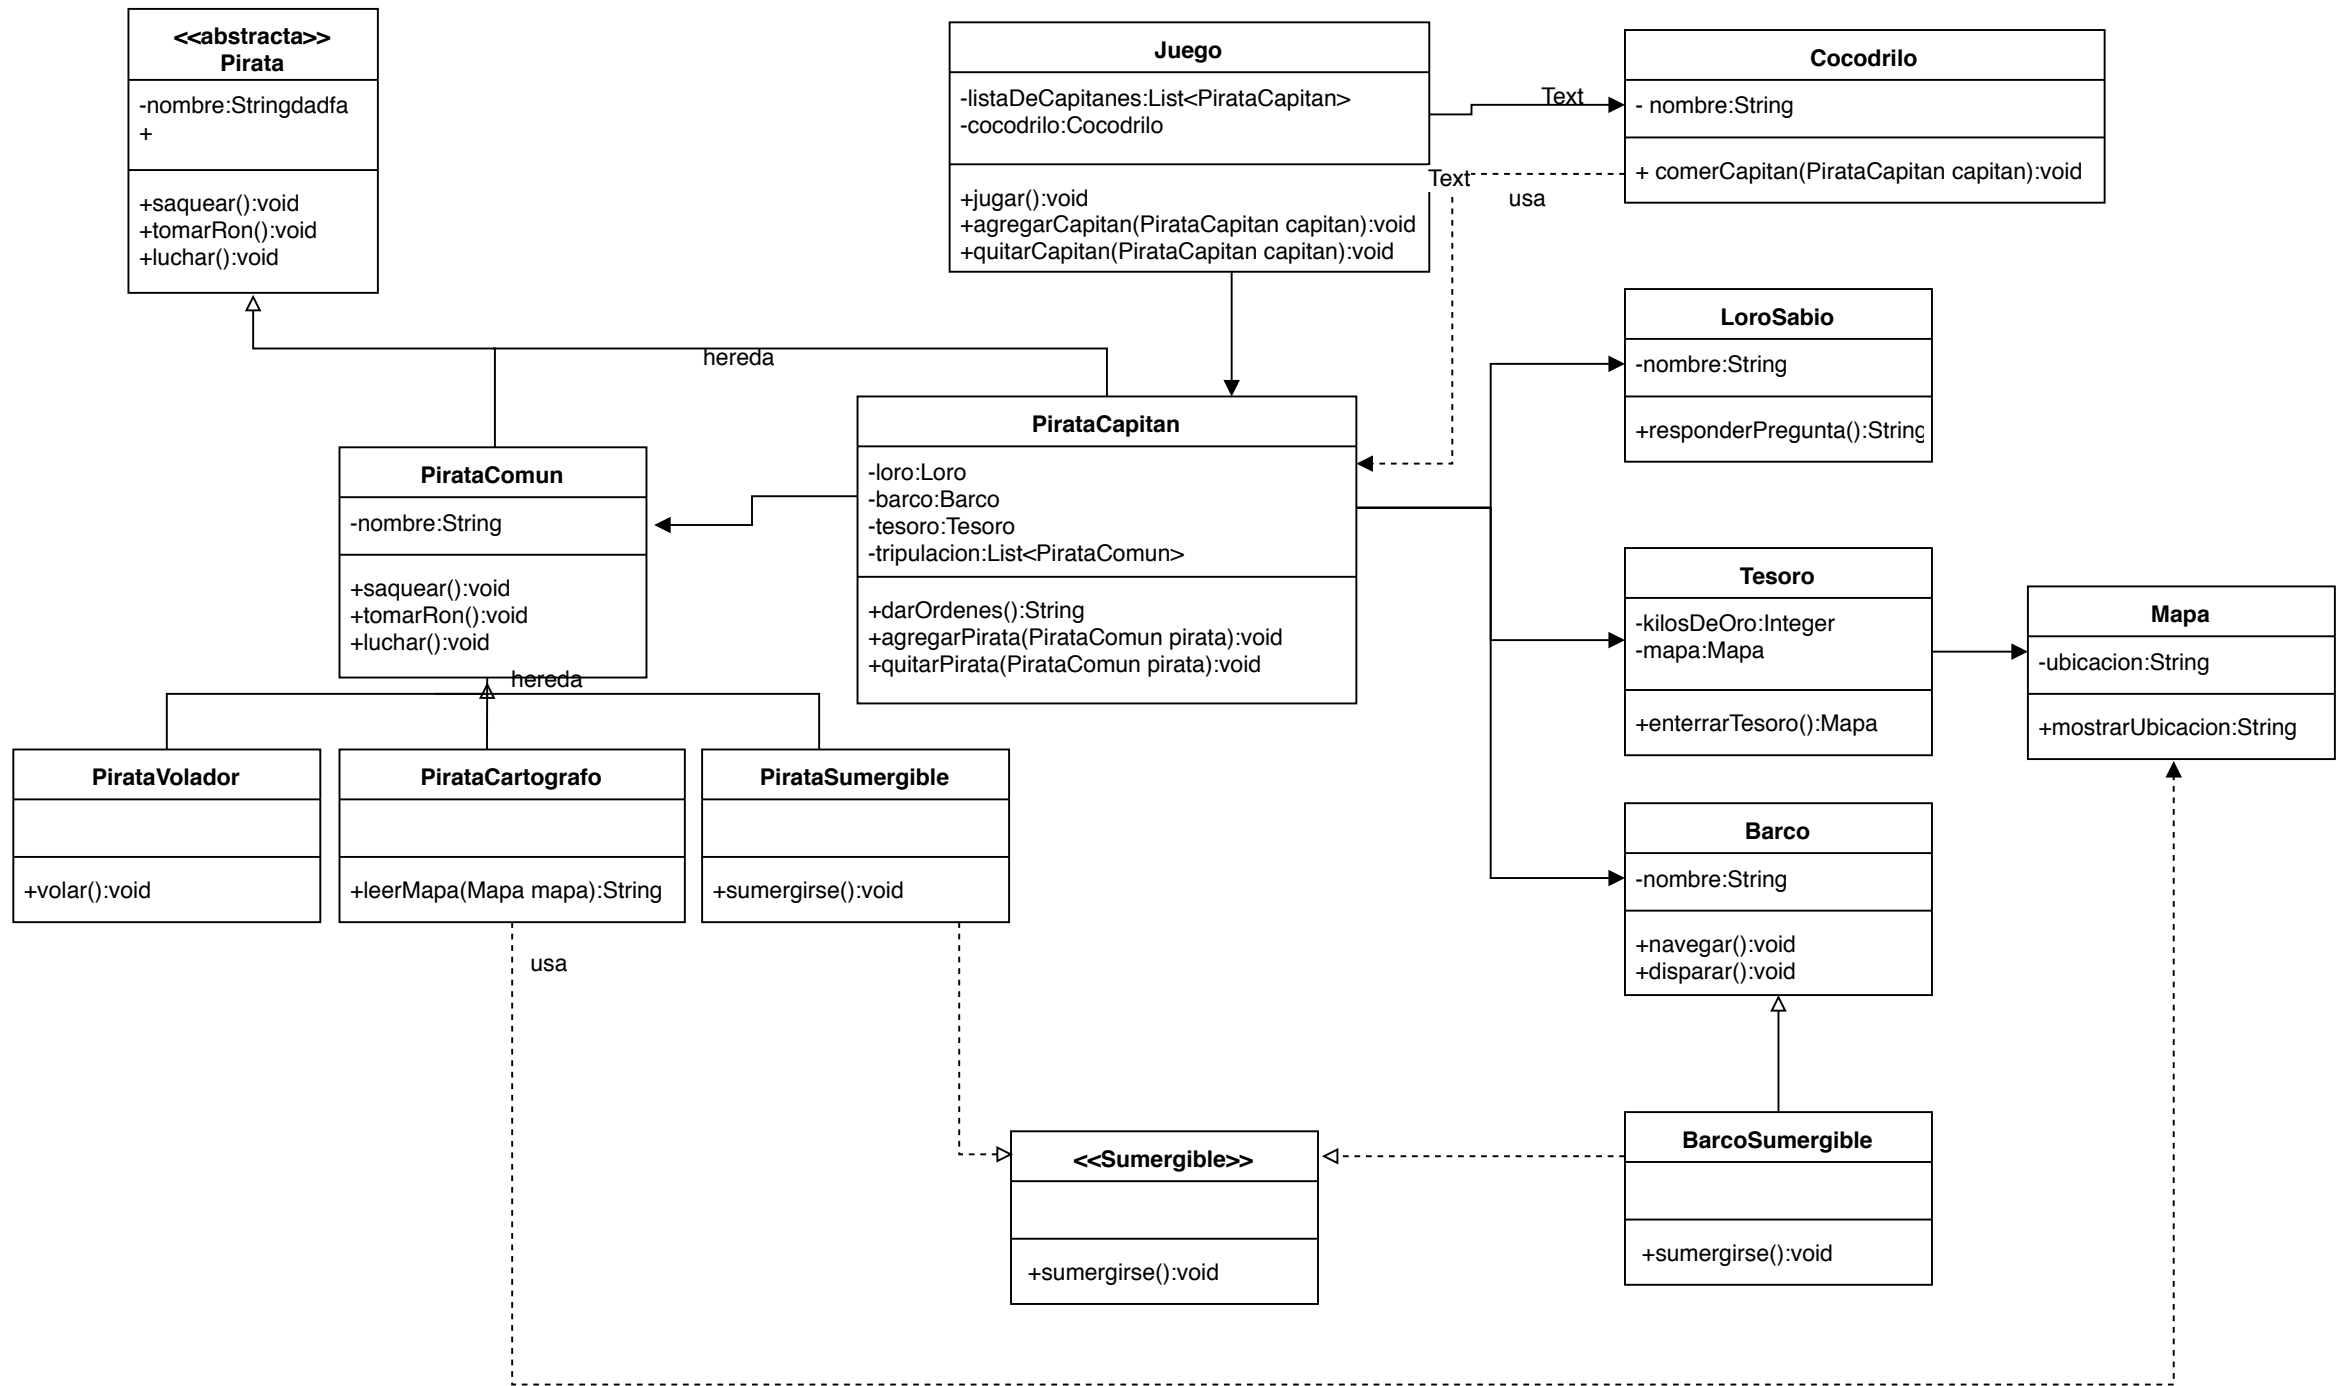 <<abstracta>>
Pirata
-nombre:Stringdadfa
+
+saquear():void
+tomarRon():void
+luchar():void
Juego
-listaDeCapitanes:List<PirataCapitan>
-cocodrilo:Cocodrilo
+jugar():void
+agregarCapitan(PirataCapitan capitan):void
+quitarCapitan(PirataCapitan capitan):void
Text
Cocodrilo
- nombre:String
+ comerCapitan(PirataCapitan capitan):void
Text
usa
LoroSabio
-nombre:String
+responderPregunta():String
hereda
PirataCapitan
-loro:Loro
-barco:Barco
-tesoro:Tesoro
-tripulacion:List<PirataComun>
+darOrdenes():String
+agregarPirata(PirataComun pirata):void
+quitarPirata(PirataComun pirata):void
PirataComun
-nombre:String
+saquear():void
+tomarRon():void
+luchar():void
hereda
Tesoro
-kilosDeOro:Integer
-mapa:Mapa
+enterrarTesoro():Mapa
Mapa
-ubicacion:String
+mostrarUbicacion:String
PirataVolador
+volar():void
PirataCartografo
+leerMapa(Mapa mapa):String
PirataSumergible
+sumergirse():void
Barco
-nombre:String
+navegar():void
+disparar():void
usa
<<Sumergible>>
+sumergirse():void
BarcoSumergible
+sumergirse():void